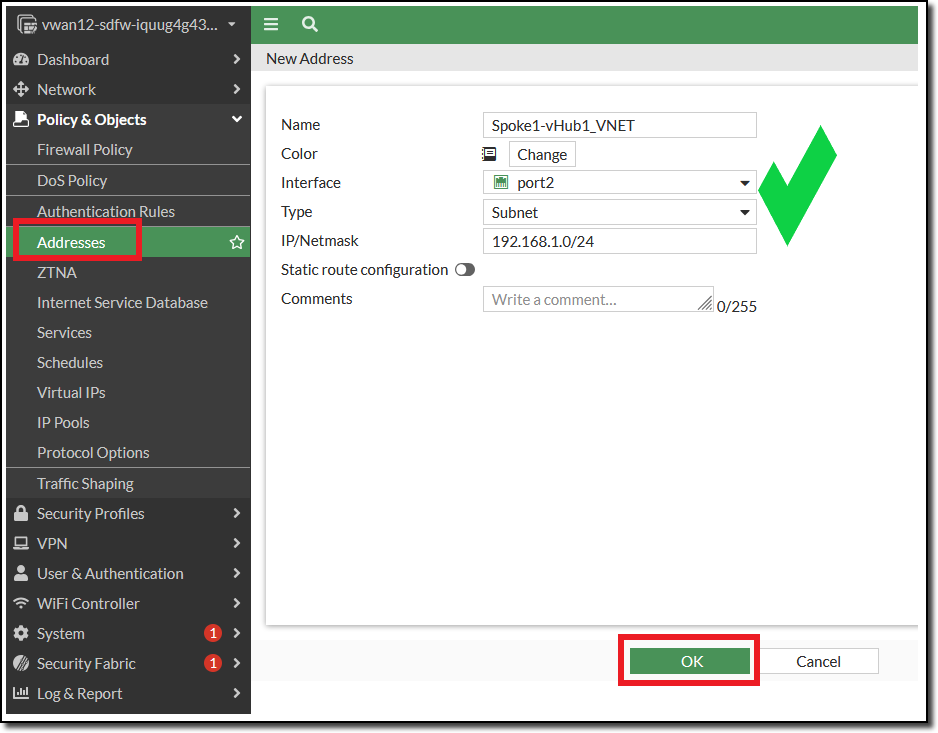 vwan12-sdfw-iquug4g43...
Dashboard
Network
Policy & Objects
Firewall Policy
DoS Policy
Authentication Rules
Addresses
ZTNA
Internet Service Database
Services
Schedules
Virtual IPs
IP Pools
Protocol Options
Traffic Shaping
Security Profiles
VPN
User & Authentication
WiFi Controller
System 1
Security Fabric 1
Log & Report
New Address
Name Spoke1-vHub1_VNET
Color Change
Interface port2
Type Subnet
IP/Netmask 192.168.1.0/24
Static route configuration
Comments Write a comment... 0/255
OK Cancel